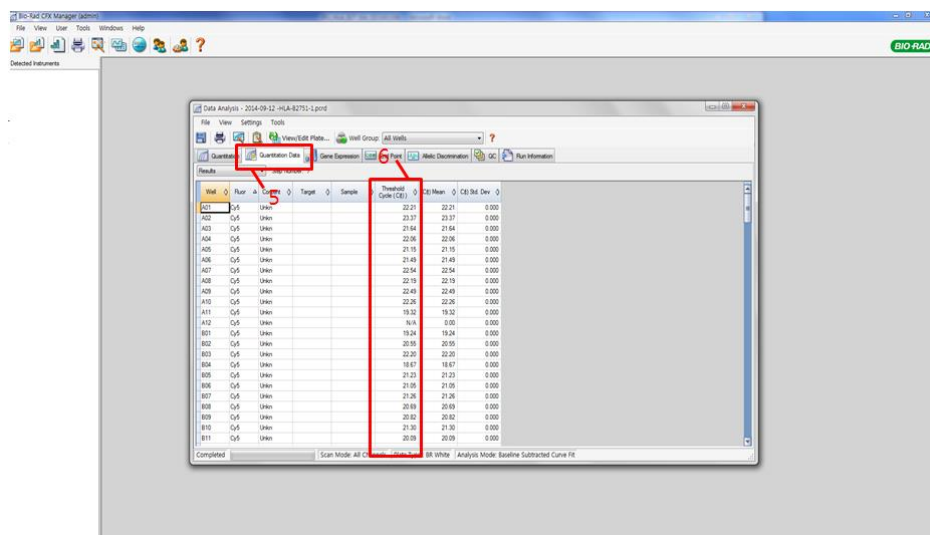 Bio-Rad CFX Manager (admin)
File View User Tools Windows Help
BIO-RAD
Detected Instruments
Data Analysis - 2014-09-12 -HLA-B2751-1.pcrd
File View Settings Tools
View/Edit Plate... Well Group: All Wells
Quantitation Data Gene Expression Point Allelic Discrimination QC Run Information
6
Results
5
Well Fluor Content Target Sample Threshold Cycle (C(t)) C(t) Mean C(t) Std. Dev
A01 Cy5 Unkn 22.21 22.21 0.000
A02 Cy5 Unkn 23.37 23.37 0.000
A03 Cy5 Unkn 21.64 21.64 0.000
A04 Cy5 Unkn 22.06 22.06 0.000
A05 Cy5 Unkn 21.15 21.15 0.000
A06 Cy5 Unkn 21.49 21.49 0.000
A07 Cy5 Unkn 22.54 22.54 0.000
A08 Cy5 Unkn 22.19 22.19 0.000
A09 Cy5 Unkn 22.49 22.49 0.000
A10 Cy5 Unkn 22.26 22.26 0.000
A11 Cy5 Unkn 19.32 19.32 0.000
A12 Cy5 Unkn N/A 0.00 0.000
B01 Cy5 Unkn 19.24 19.24 0.000
B02 Cy5 Unkn 20.55 20.55 0.000
B03 Cy5 Unkn 22.20 22.20 0.000
B04 Cy5 Unkn 18.67 18.67 0.000
B05 Cy5 Unkn 21.23 21.23 0.000
B06 Cy5 Unkn 21.05 21.05 0.000
B07 Cy5 Unkn 21.26 21.26 0.000
B08 Cy5 Unkn 20.69 20.69 0.000
B09 Cy5 Unkn 20.82 20.82 0.000
B10 Cy5 Unkn 21.30 21.30 0.000
B11 Cy5 Unkn 20.09 20.09 0.000
Completed Scan Mode: All BR White Analysis Mode: Baseline Subtracted Curve Fit